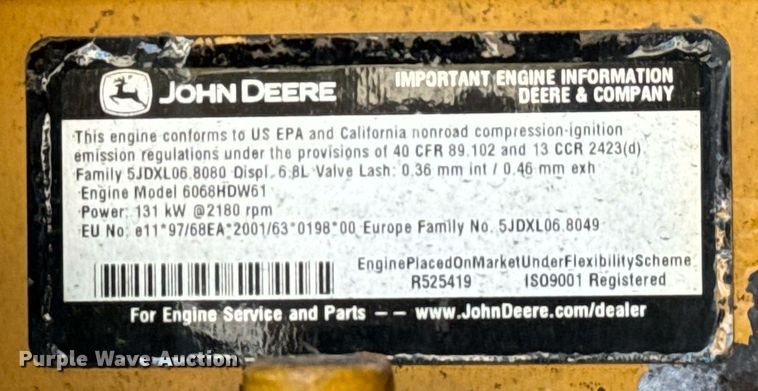 JOHN DEERE
IMPORTANT ENGINE INFORMATION
DEERE & COMPANY
This engine conforms to US EPA and California nonroad compression-ignition
emission regulations under the provisions of 40 CFR 89.102 and 13 CCR 2423(d)
Family 5JDXL06.8080 Displ. 6.8L Valve Lash: 0.36 mm int / 0.46 mm exh
Engine Model 6068HDW61
Power: 131 kW @2180 rpm
EU No: e11*97/68EA*2001/63*0198*00 Europe Family No. 5JDXL06.8049
EnginePlacedOnMarketUnderFlexibilityScheme
R525419 ISO9001 Registered
For Engine Service and Parts -- www.JohnDeere.com/dealer
Purple Wave Auction